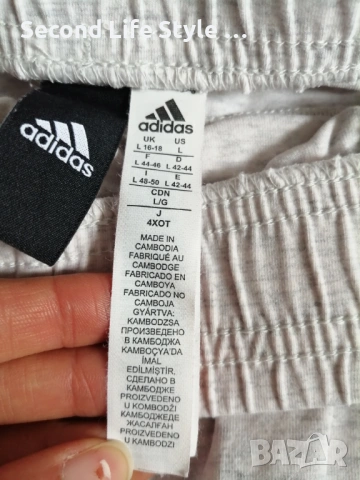 Second Life Style ...
adidas
adidas
UK US
L 16-18 L
F D
L 44-46 L 42-44
I E
L 48-50 L 42-44
CDN
L/G
J
4XOT
MADE IN
CAMBODIA
FABRIQUÉ AU
CAMBODGE
FABRICADO EN
CAMBOYA
FABRICADO NO
CAMBOJA
GYÁRTVA:
KAMBODZSA
ПРОИЗВЕДЕНО
В КАМБОДЖА
KAMBOÇYA'DA
İMAL
EDİLMİŞTİR.
СДЕЛАНО В
КАМБОДЖЕ
PROIZVEDENO
U KOMBODŽI
КАМБОДЖЕДЕ
ЖАСАЛҒАН
PROIZVEDENO
U KAMBODŽI
BAZAR